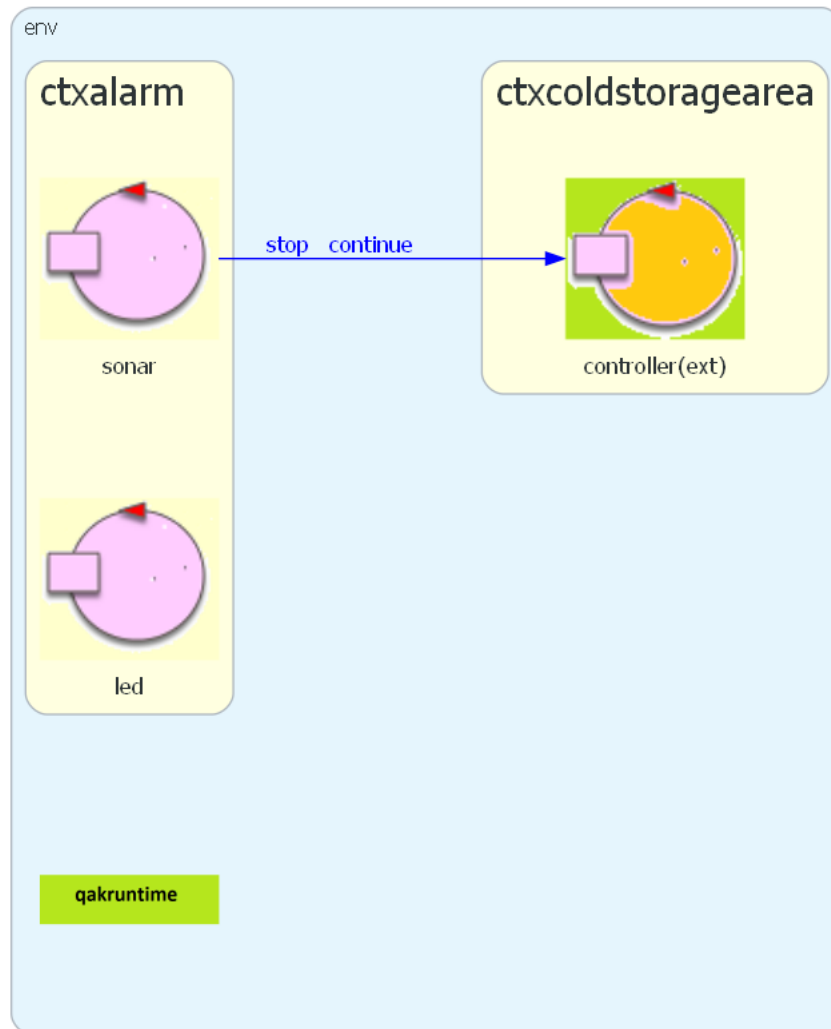 env
ctxalarm
ctxcoldstoragearea
stop continue
sonar
controller(ext)
led
qakruntime